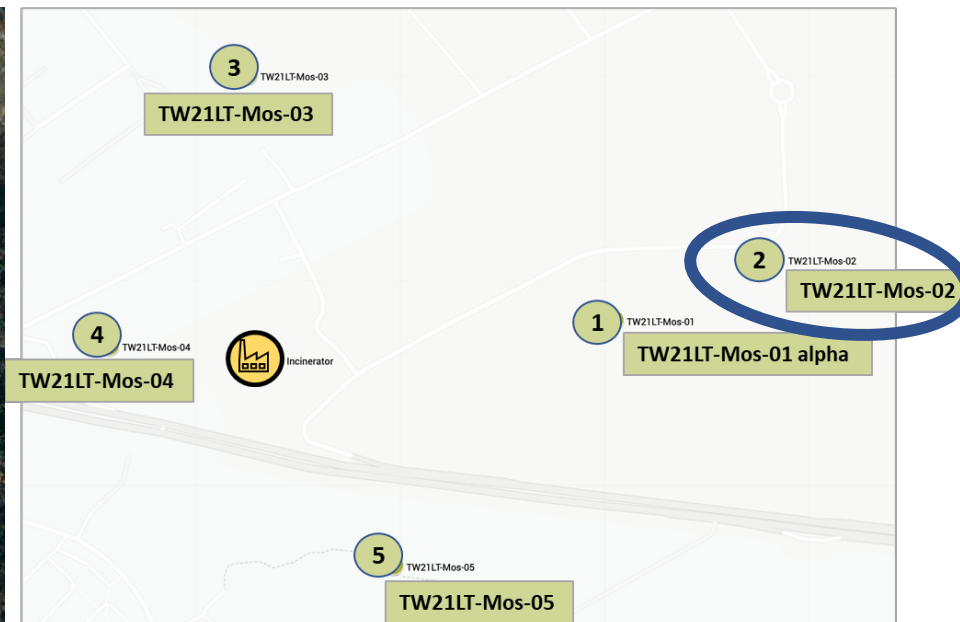 3
TW21LT-Mos-03
TW21LT-Mos-03
2
TW21LT-Mos-02
TW21LT-Mos-02
1
TW21LT-Mos-01
TW21LT-Mos-01 alpha
4
TW21LT-Mos-04
TW21LT-Mos-04
Incinerator
5
TW21LT-Mos-05
TW21LT-Mos-05